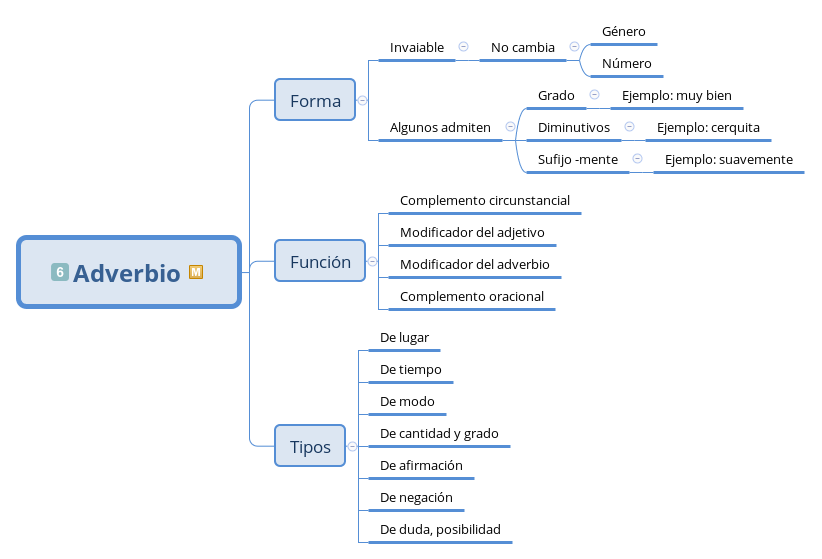 6 Adverbio M
Forma
Invaiable
No cambia
Género
Número
Algunos admiten
Grado
Ejemplo: muy bien
Diminutivos
Ejemplo: cerquita
Sufijo -mente
Ejemplo: suavemente
Función
Complemento circunstancial
Modificador del adjetivo
Modificador del adverbio
Complemento oracional
Tipos
De lugar
De tiempo
De modo
De cantidad y grado
De afirmación
De negación
De duda, posibilidad